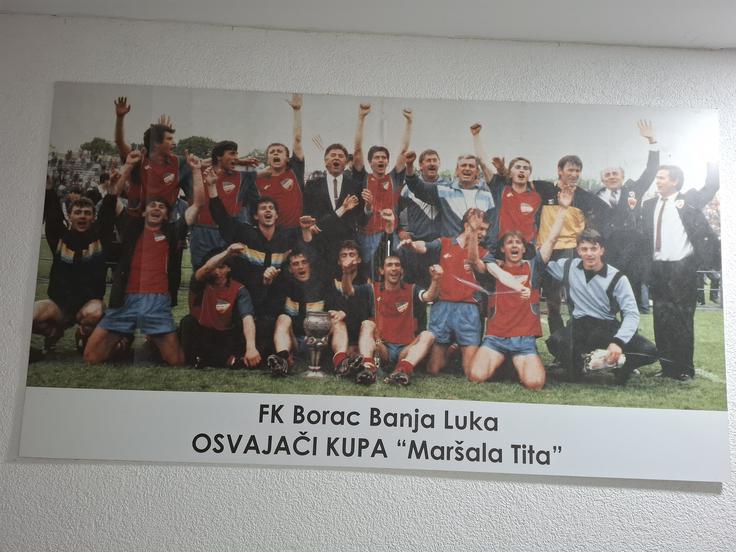 FK Borac Banja Luka
OSVAJAČI KUPA “Maršala Tita”